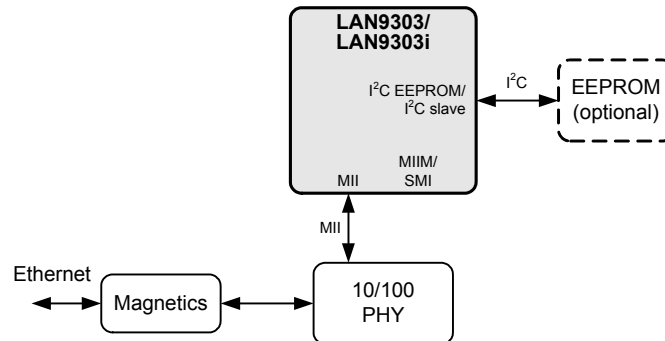 LAN9303/
LAN9303i
I²C EEPROM/
I²C slave
I²C
EEPROM
(optional)
MII
MIIM/
SMI
MII
Ethernet
Magnetics
10/100
PHY